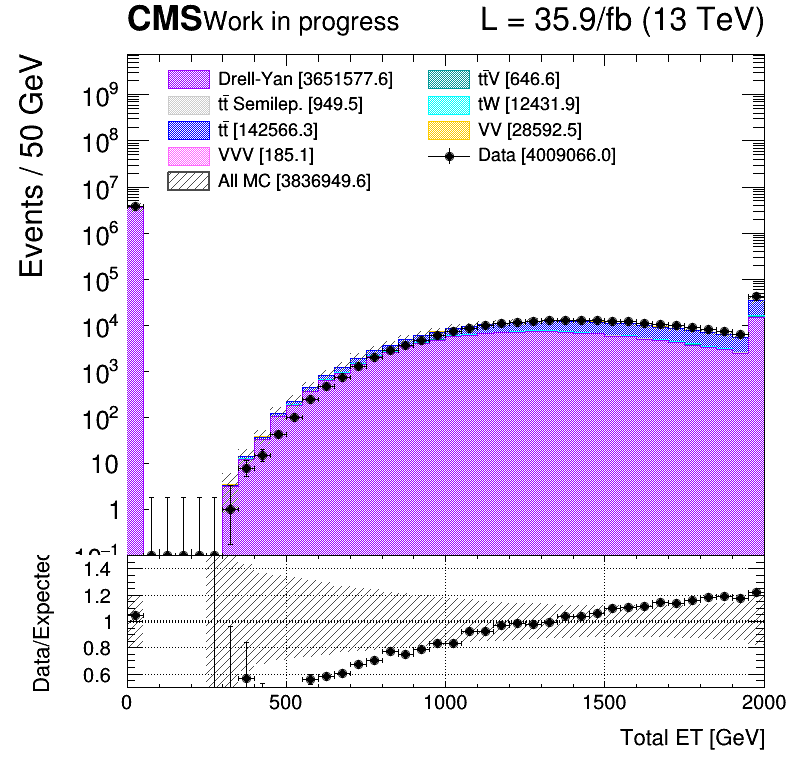 CMS Work in progress L = 35.9/fb (13 TeV)
Events / 50 GeV
Drell-Yan [3651577.6]
tt̄ Semilep. [949.5]
tt̄ [142566.3]
VVV [185.1]
All MC [3836949.6]
tt̄V [646.6]
tW [12431.9]
VV [28592.5]
Data [4009066.0]
10⁹
10⁸
10⁷
10⁶
10⁵
10⁴
10³
10²
10
1
10⁻¹
Data/Expected
1.4
1.2
1
0.8
0.6
0 500 1000 1500 2000
Total ET [GeV]